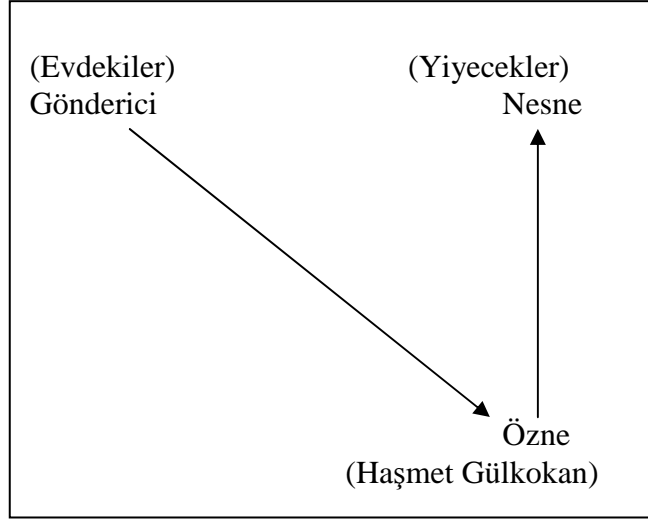 (Evdekiler) (Yiyecekler)
Gönderici Nesne
Özne
(Haşmet Gülkokan)